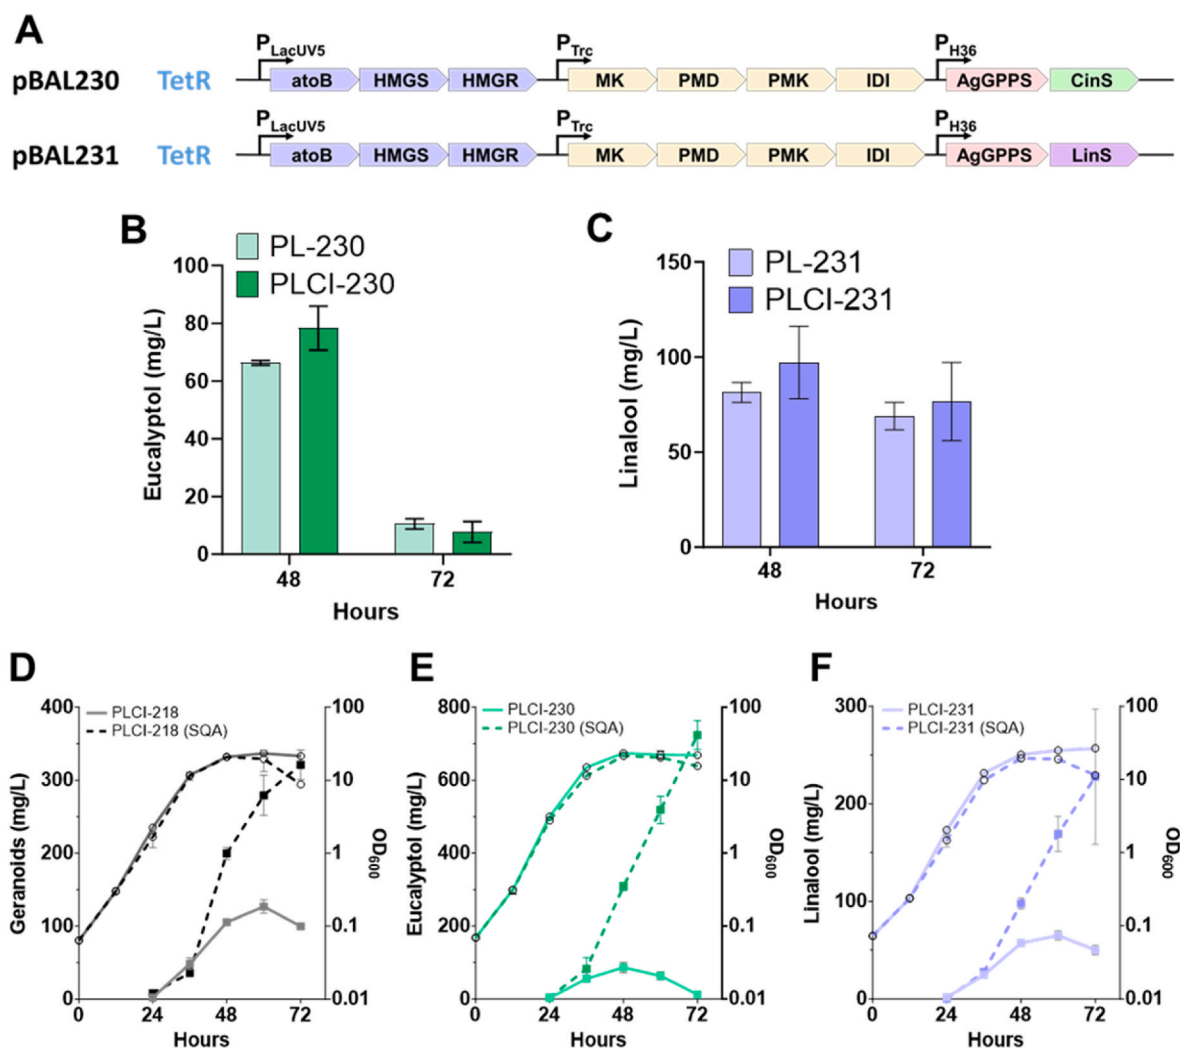 A
pBAL230 TetR PLacUV5 atoB HMGS HMGR PTrc MK PMD PMK IDI PH36 AgGPPS CinS
pBAL231 TetR PLacUV5 atoB HMGS HMGR PTrc MK PMD PMK IDI PH36 AgGPPS LinS
B
PL-230
PLCI-230
Eucalyptol (mg/L)
100
80
60
40
20
0
48 72
Hours
C
PL-231
PLCI-231
Linalool (mg/L)
150
100
50
0
48 72
Hours
D
PLCI-218
PLCI-218 (SQA)
Geranoids (mg/L)
400
300
200
100
0
OD600
100
10
1
0.1
0.01
0 24 48 72
Hours
E
PLCI-230
PLCI-230 (SQA)
Eucalyptol (mg/L)
800
600
400
200
0
OD600
100
10
1
0.1
0.01
0 24 48 72
Hours
F
PLCI-231
PLCI-231 (SQA)
Linalool (mg/L)
300
200
100
0
OD600
100
10
1
0.1
0.01
0 24 48 72
Hours